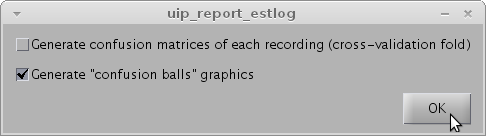 uip_report_estlog
Generate confusion matrices of each recording (cross-validation fold)
Generate "confusion balls" graphics
OK